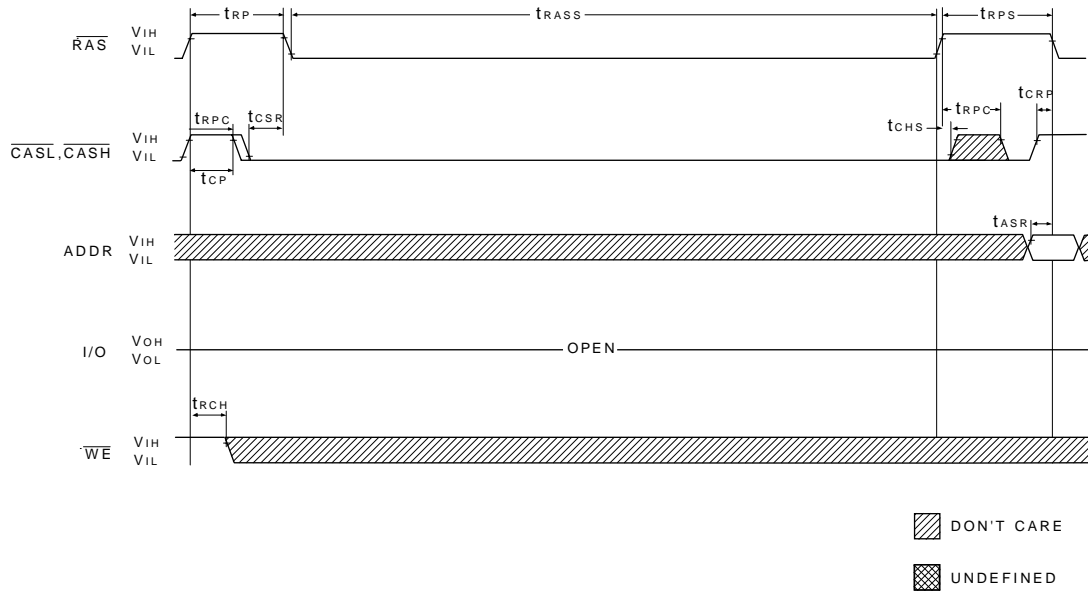 tRP
tRASS
tRPS
RAS
VIH
VIL
tRPC
tCSR
tCHS
tRPC
tCRP
CASL,CASH
VIH
VIL
tCP
tASR
ADDR
VIH
VIL
I/O
VOH
VOL
OPEN
tRCH
WE
VIH
VIL
DON'T CARE
UNDEFINED